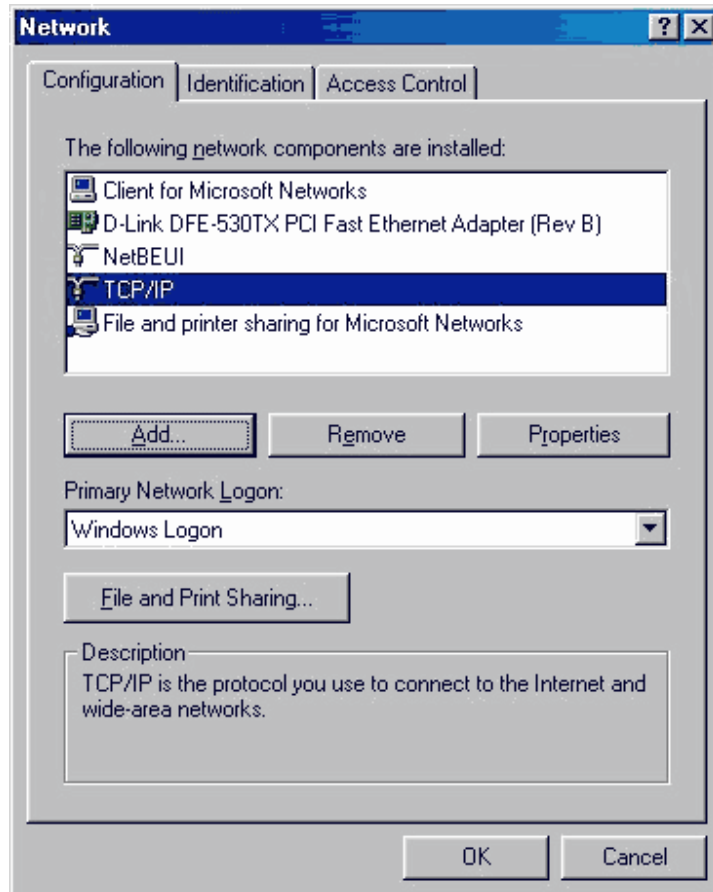 Network
Configuration Identification Access Control
The following network components are installed:
Client for Microsoft Networks
D-Link DFE-530TX PCI Fast Ethernet Adapter (Rev B)
NetBEUI
TCP/IP
File and printer sharing for Microsoft Networks
Add... Remove Properties
Primary Network Logon:
Windows Logon
File and Print Sharing...
Description
TCP/IP is the protocol you use to connect to the Internet and
wide-area networks.
OK Cancel